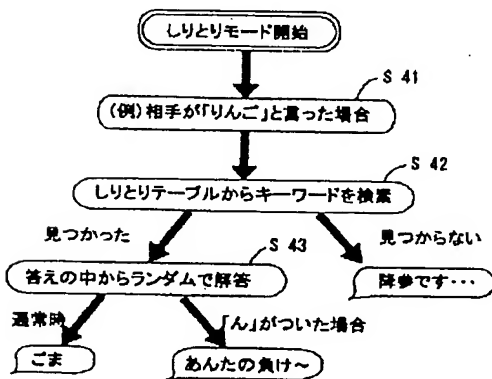 しりとりモード開始
S 41
(例)相手が「りんご」と言った場合
S 42
しりとりテーブルからキーワードを検索
見つかった
見つからない
S 43
答えの中からランダムで解答
降参です・・・
通常時
「ん」がついた場合
ごま
あんたの負け~